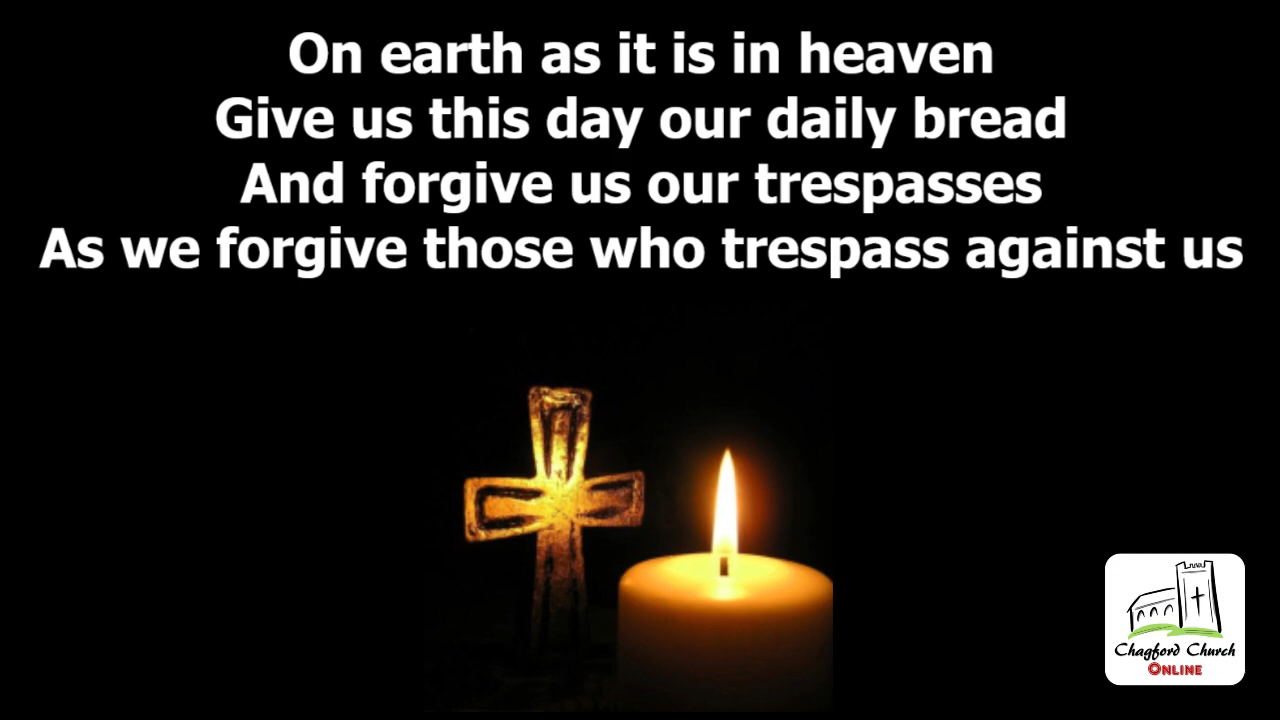 On earth as it is in heaven
Give us this day our daily bread
And forgive us our trespasses
As we forgive those who trespass against us
Chagford Church
ONLINE